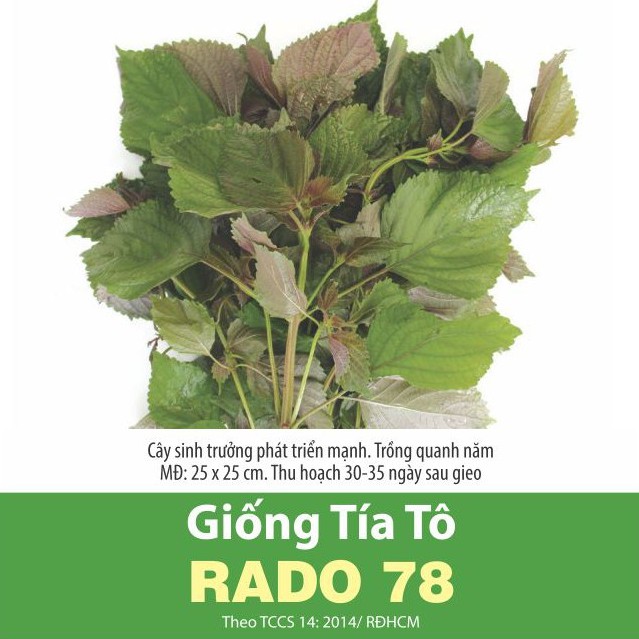 Cây sinh trưởng phát triển mạnh. Trồng quanh năm
MĐ: 25 x 25 cm. Thu hoạch 30-35 ngày sau gieo
Giống Tía Tô
RADO 78
Theo TCCS 14: 2014/ RĐHCM